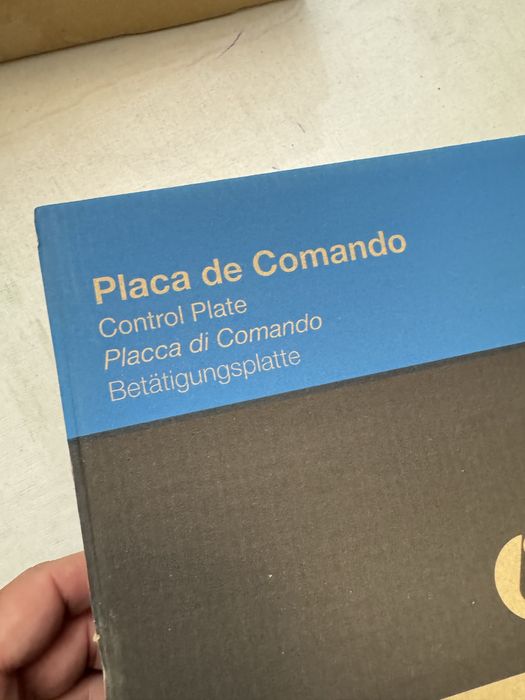 Placa de Comando
Control Plate
Placca di Comando
Betätigungsplatte